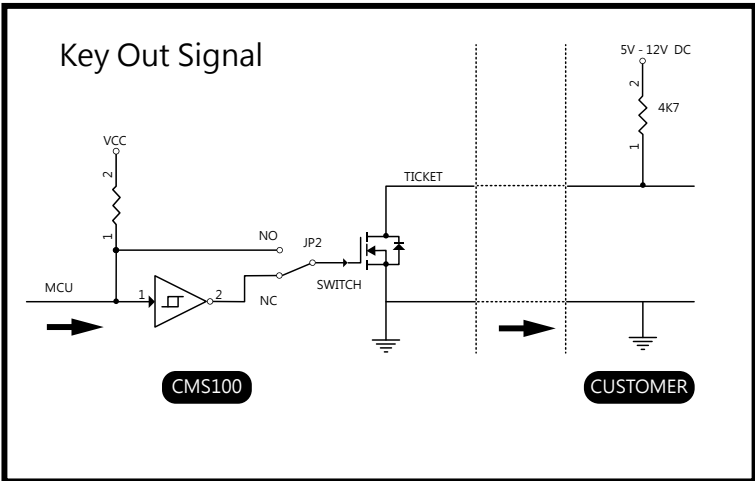 Key Out Signal
5V - 12V DC
2
4K7
1
VCC
2
1
TICKET
NO
JP2
MCU
1
2
NC
SWITCH
CMS100
CUSTOMER